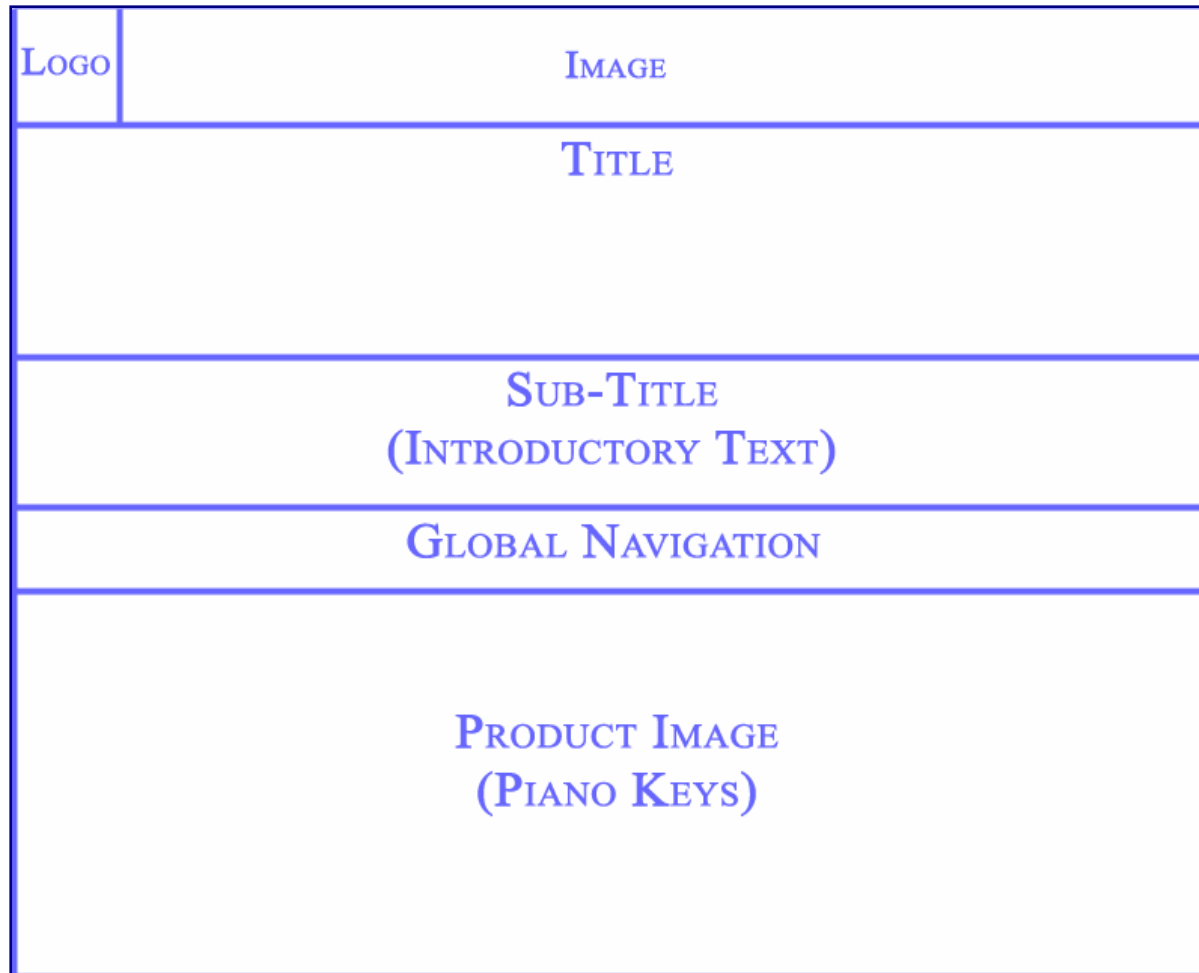 Logo
Image
Title
Sub-Title
(Introductory Text)
Global Navigation
Product Image
(Piano Keys)